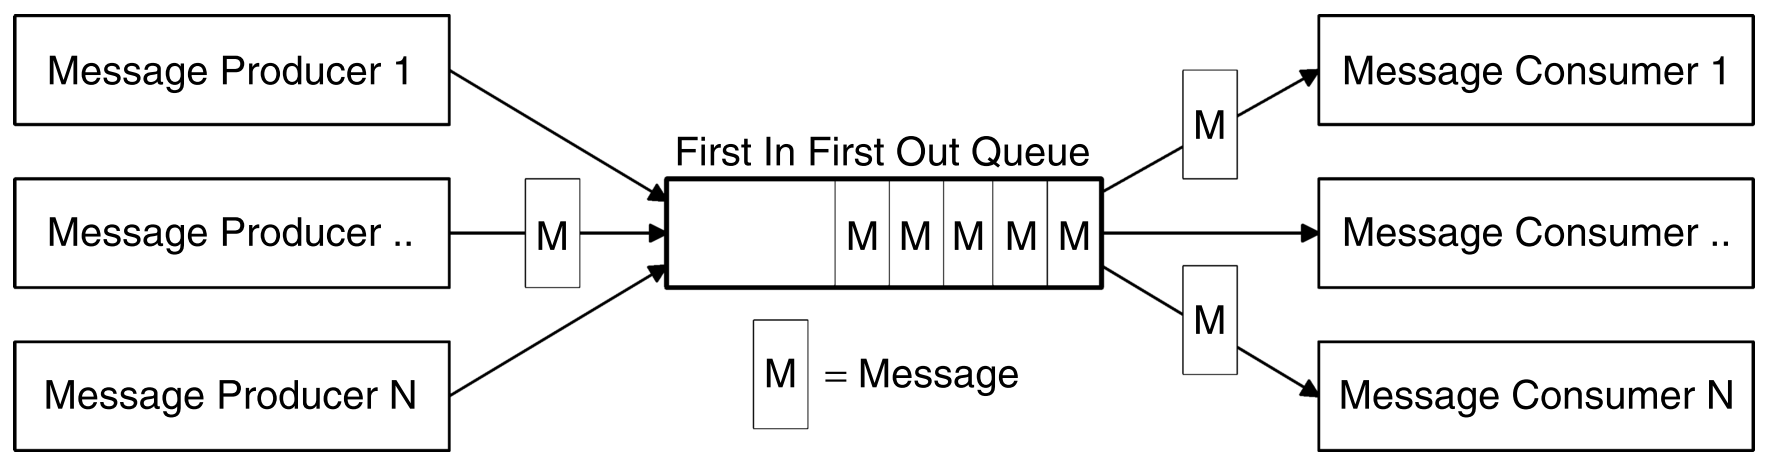 Message Producer 1
Message Consumer 1
M
First In First Out Queue
Message Producer ..
M
M M M M M
Message Consumer ..
M
M = Message
Message Producer N
Message Consumer N